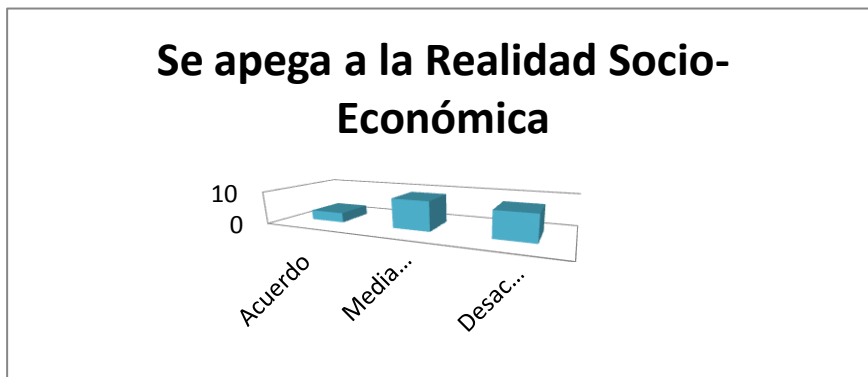 Se apega a la Realidad Socio-
Económica
10
0
Acuerdo
Media...
Desac...